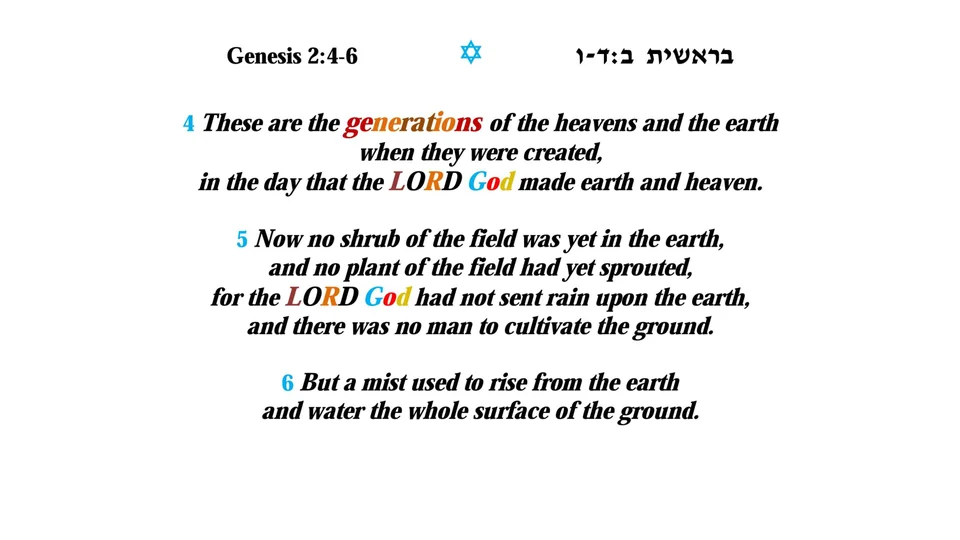 Genesis 2:4-6 ✡ בראשית ב:ד-ו
4 These are the generations of the heavens and the earth
when they were created,
in the day that the LORD God made earth and heaven.
5 Now no shrub of the field was yet in the earth,
and no plant of the field had yet sprouted,
for the LORD God had not sent rain upon the earth,
and there was no man to cultivate the ground.
6 But a mist used to rise from the earth
and water the whole surface of the ground.